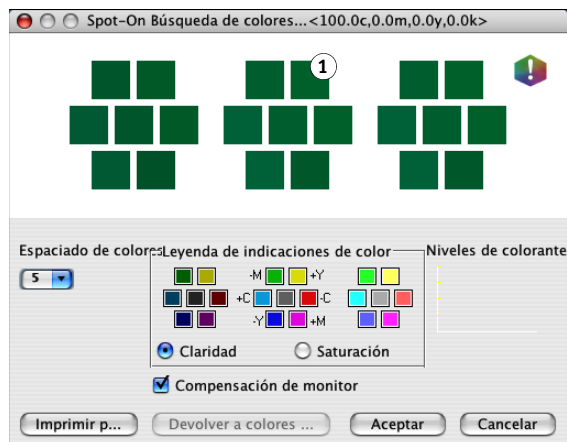 Spot-On Búsqueda de colores...<100.0c,0.0m,0.0y,0.0k>
1
Espaciado de colores
Leyenda de indicaciones de color
Niveles de colorante
5
-M +Y
+C -C
-Y +M
Claridad
Saturación
Compensación de monitor
Imprimir p...
Devolver a colores ...
Aceptar
Cancelar